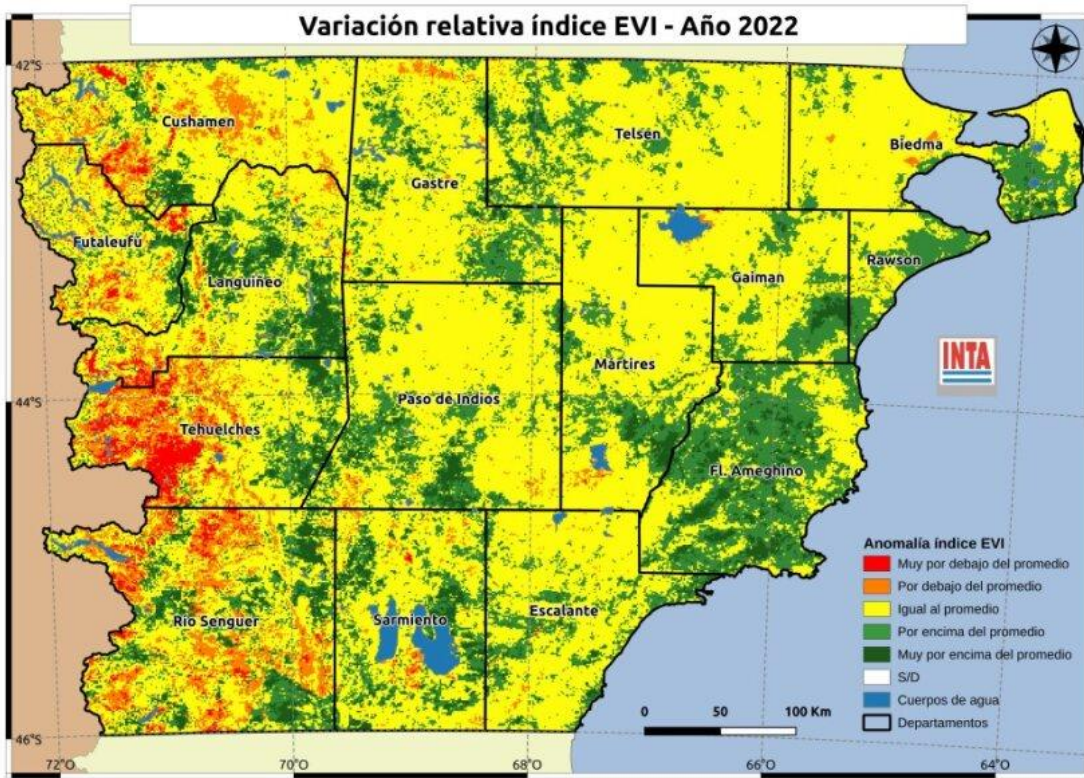 Variación relativa índice EVI - Año 2022
42°S
Cushamen
Telsen
Biedma
Gastre
Futaleufú
Languiñeo
Gaiman
Rawson
INTA
Mártires
44°S
Paso de Indios
Tehuelches
Fl. Ameghino
Anomalía índice EVI
Muy por debajo del promedio
Por debajo del promedio
Igual al promedio
Por encima del promedio
Muy por encima del promedio
S/D
Cuerpos de agua
Departamentos
Escalante
Río Senguer
Sarmiento
0 50 100 Km
46°S
72°O 70°O 68°O 66°O 64°O